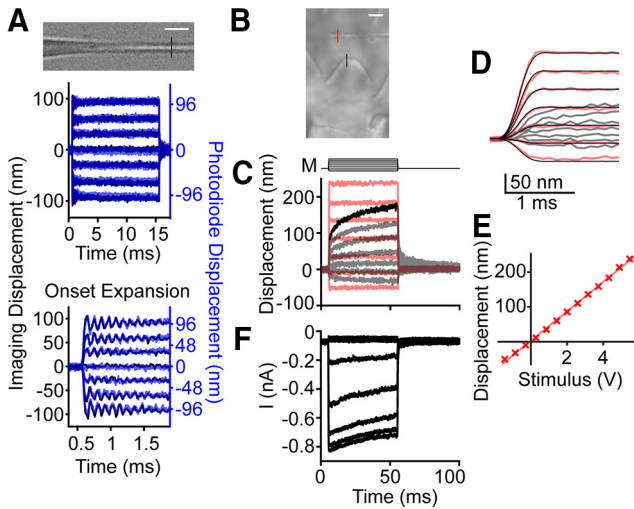 A
Imaging Displacement (nm)
100
50
0
-50
-100
96
0
-96
0
5
10
15
Time (ms)
Photodiode Displacement (nm)
Onset Expansion
100
50
0
-50
-100
96
48
0
-48
-96
0.5
1
1.5
Time (ms)
B
M
C
Displacement (nm)
200
100
0
-100
F
I (nA)
0
-0.2
-0.4
-0.6
-0.8
0
50
100
Time (ms)
D
50 nm
1 ms
E
Displacement (nm)
200
0
0
2
4
Stimulus (V)